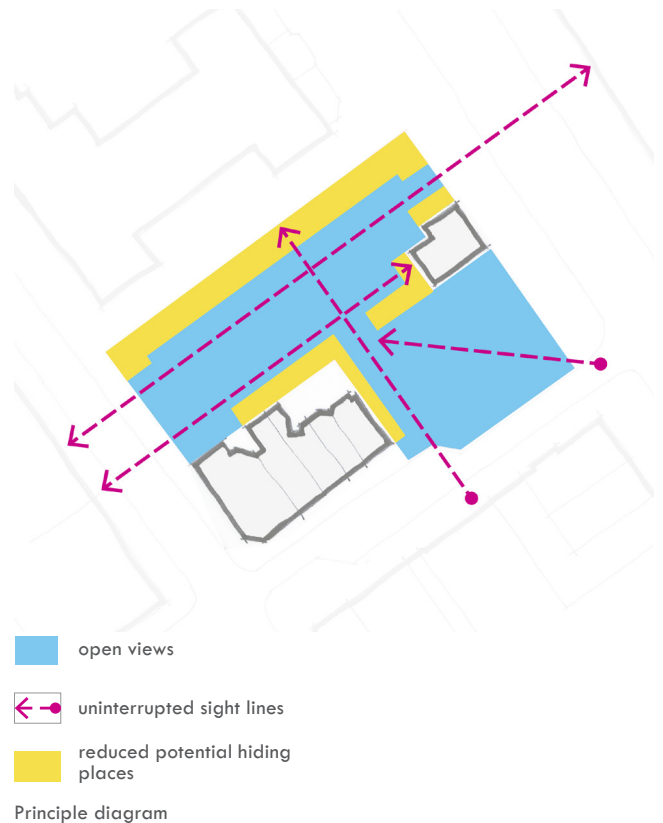 open views
uninterrupted sight lines
reduced potential hiding
places
Principle diagram